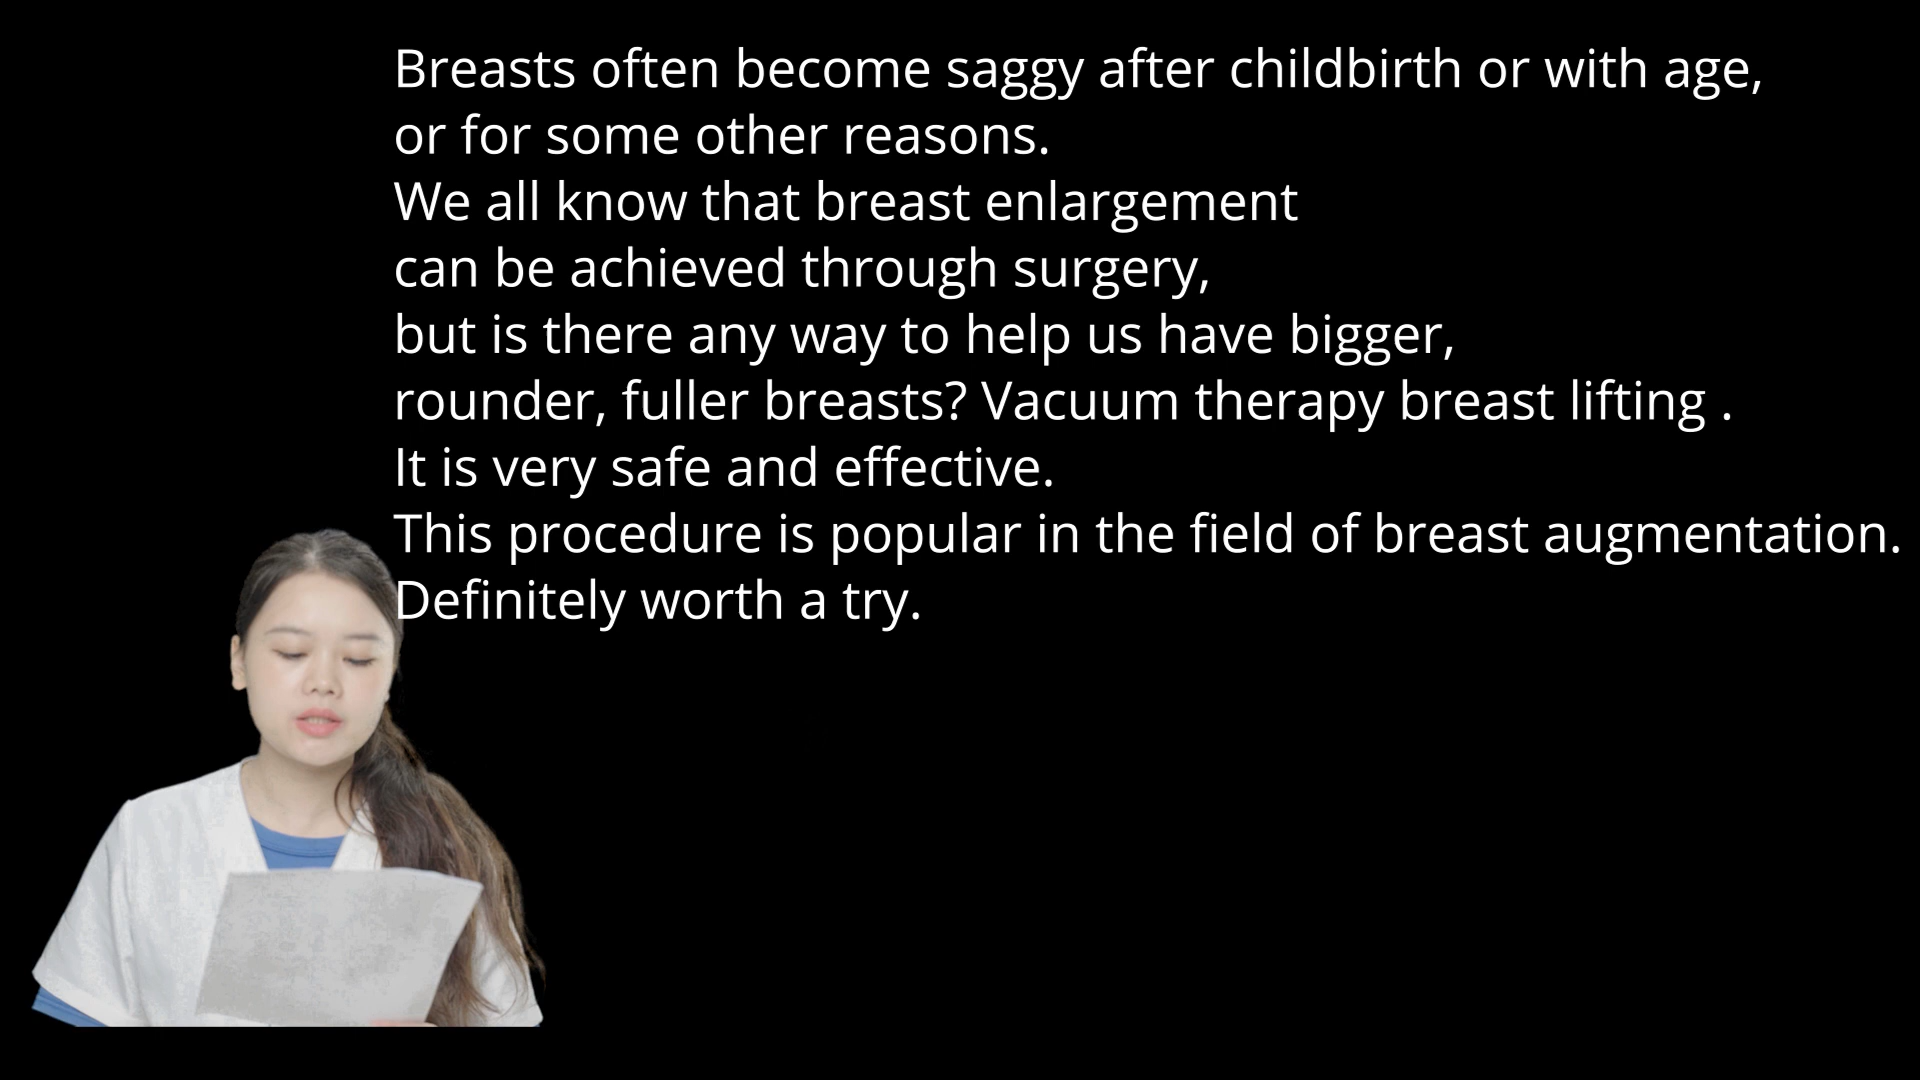 Breasts often become saggy after childbirth or with age,
or for some other reasons.
We all know that breast enlargement
can be achieved through surgery,
but is there any way to help us have bigger,
rounder, fuller breasts? Vacuum therapy breast lifting .
It is very safe and effective.
This procedure is popular in the field of breast augmentation.
Definitely worth a try.